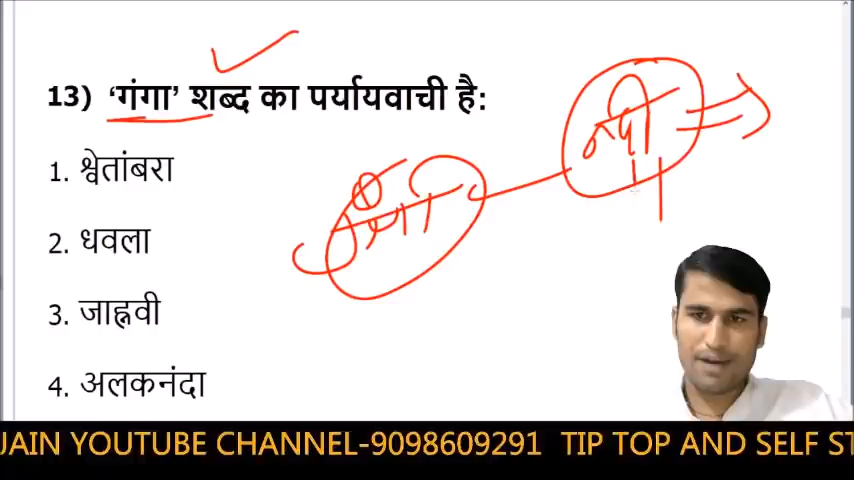 13) ‘गंगा’ शब्द का पर्यायवाची है:
नदी
1. श्वेतांबरा
2. धवला
3. जाह्नवी
4. अलकनंदा
JAIN YOUTUBE CHANNEL-9098609291 TIP TOP AND SELF ST